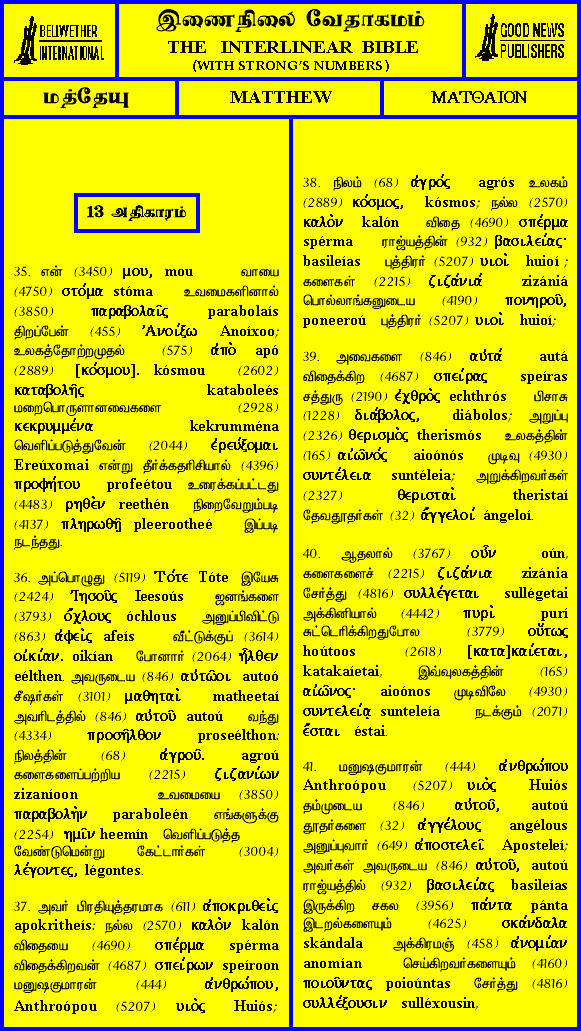 BELLWETHER
INTERNATIONAL
இணைநிலை வேதாகமம்
THE INTERLINEAR BIBLE
(WITH STRONG'S NUMBERS)
GOOD NEWS
PUBLISHERS
மத்தேயு
MATTHEW
ΜΑΤΘΑΙΟΝ
13 அதிகாரம்
35. என் (3450) μου, mou வாயை
(4750) στόμα stóma உவமைகளினால்
(3850) παραβολαῖς parabolaís
திறப்பேன் (455) Ἀνοίξω Anoíxoo;
உலகத்தோற்றமுதல் (575) ἀπὸ apó
(2889) [κόσμου]. kósmou (2602)
καταβολῆς kataboleés
மறைபொருளானவைகளை (2928)
κεκρυμμένα kekrumména
வெளிப்படுத்துவேன் (2044) ἐρεύξομαι
Ereúxomai என்று தீர்க்கதரிசியால் (4396)
προφήτου profeétou உரைக்கப்பட்டது
(4483) ρηθὲν reethén நிறைவேறும்படி
(4137) πληρωθῇ pleerootheé இப்படி
நடந்தது.
36. அப்பொழுது (5119) Τότε Tóte இயேசு
(2424) Ἰησοῦς Ieesoús ஜனங்களை
(3793) ὄχλους óchlous அனுப்பிவிட்டு
(863) ἀφεὶς afeís வீட்டுக்குப் (3614)
οἰκίαν. oikían போனார் (2064) ἦλθεν
eélthen. அவருடைய (846) αὐτῶοι autoó
சீஷர்கள் (3101) μαθηταὶ matheetaí
அவரிடத்தில் (846) αὐτοῦ autoú வந்து
(4334) προσῆλθον proseélthon;
நிலத்தின் (68) ἀγροῦ. agroú
களைகளைப்பற்றிய (2215) ζιζανίων
zizaníoon உவமையை (3850)
παραβολὴν paraboleén எங்களுக்கு
(2254) ημῖν heemín வெளிப்படுத்த
வேண்டுமென்று கேட்டார்கள் (3004)
λέγοντες, légontes.
37. அவர் பிரதியுத்தரமாக (611) ἀποκριθεὶς
apokritheís; நல்ல (2570) καλὸν kalón
விதையை (4690) σπέρμα spérma
விதைக்கிறவன் (4687) σπείρων speíroon
மனுஷகுமாரன் (444) ἀνθρώπου,
Anthroópou (5207) υιὸς Huiós;
38. நிலம் (68) ἀγρός agrós உலகம்
(2889) κόσμος, kósmos; நல்ல (2570)
καλὸν kalón விதை (4690) σπέρμα
spérma ராஜ்யத்தின் (932) βασιλείας·
basileías புத்திரர் (5207) υιοὶ huioí ;
களைகள் (2215) ζιζάνιά zizániá
பொல்லாங்கனுடைய (4190) πονηροῦ,
poneeroú புத்திரர் (5207) υιοὶ huioí;
39. அவைகளை (846) αὐτά autá
விதைக்கிற (4687) σπείρας speíras
சத்துரு (2190) ἐχθρὸς echthrós பிசாசு
(1228) διάβολος, diábolos; அறுப்பு
(2326) θερισμὸς therismós உலகத்தின்
(165) αἰῶνός aioónós முடிவு (4930)
συντέλεια suntéleia; அறுக்கிறவர்கள்
(2327) θερισταὶ theristaí
தேவதூதர்கள் (32) ἄγγελοί ángeloí.
40. ஆதலால் (3767) οὖν oún,
களைகளைச் (2215) ζιζάνια zizánia
சேர்த்து (4816) συλλέγεται sullégetai
அக்கினியால் (4442) πυρὶ purí
சுட்டெரிக்கிறதுபோல (3779) οὕτως
hoútoos (2618) [κατα]καίεται,
katakaíetai, இவ்வுலகத்தின் (165)
αἰῶνος· aioónos முடிவிலே (4930)
συντελείᾳ sunteleía நடக்கும் (2071)
ἔσται éstai.
41. மனுஷகுமாரன் (444) ἀνθρώπου
Anthroópou (5207) υιὸς Huiós
தம்முடைய (846) αὐτοῦ, autoú
தூதர்களை (32) ἀγγέλους angélous
அனுப்புவார் (649) ἀποστελεῖ Aposteleí;
அவர்கள் அவருடைய (846) αὐτοῦ, autoú
ராஜ்யத்தில் (932) βασιλείας basileías
இருக்கிற சகல (3956) πάντα pánta
இடறல்களையும் (4625) σκάνδαλα
skándala அக்கிரமஞ் (458) ἀνομίαν
anomían செய்கிறவர்களையும் (4160)
ποιοῦντας poioúntas சேர்த்து (4816)
συλλέξουσιν sulléxousin,